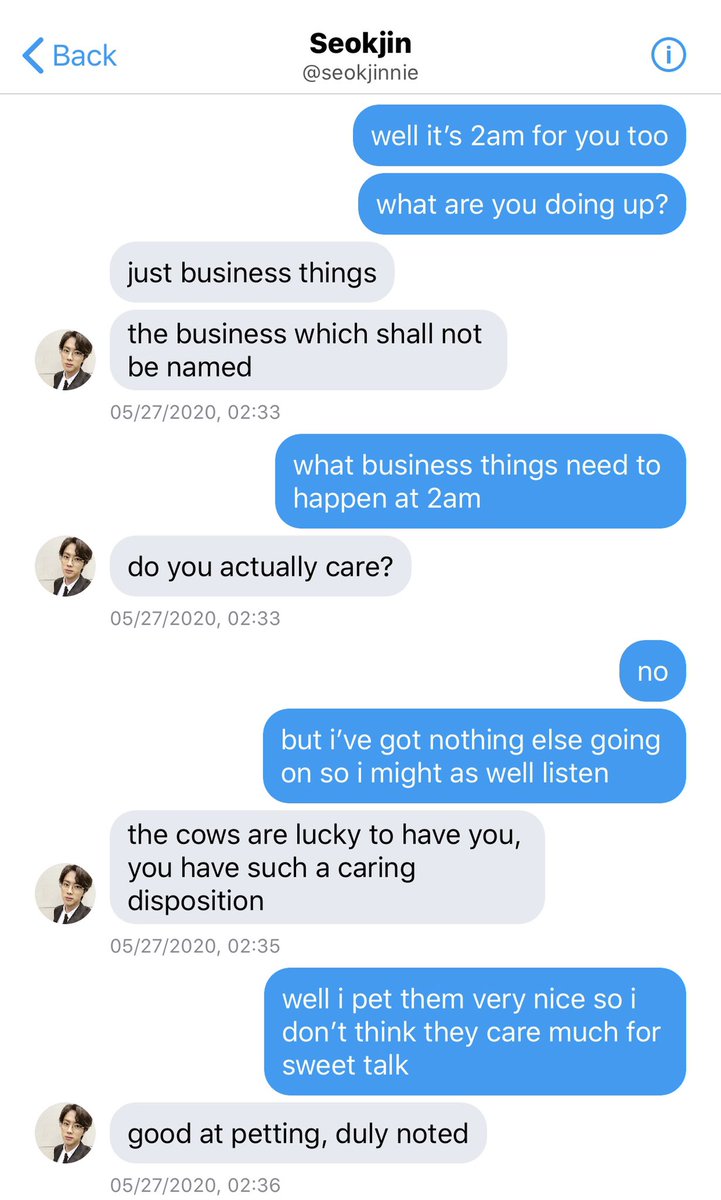 Back
Seokjin
@seokjinnie
well it’s 2am for you too
what are you doing up?
just business things
the business which shall not
be named
05/27/2020, 02:33
what business things need to
happen at 2am
do you actually care?
05/27/2020, 02:33
no
but i’ve got nothing else going
on so i might as well listen
the cows are lucky to have you,
you have such a caring
disposition
05/27/2020, 02:35
well i pet them very nice so i
don’t think they care much for
sweet talk
good at petting, duly noted
05/27/2020, 02:36